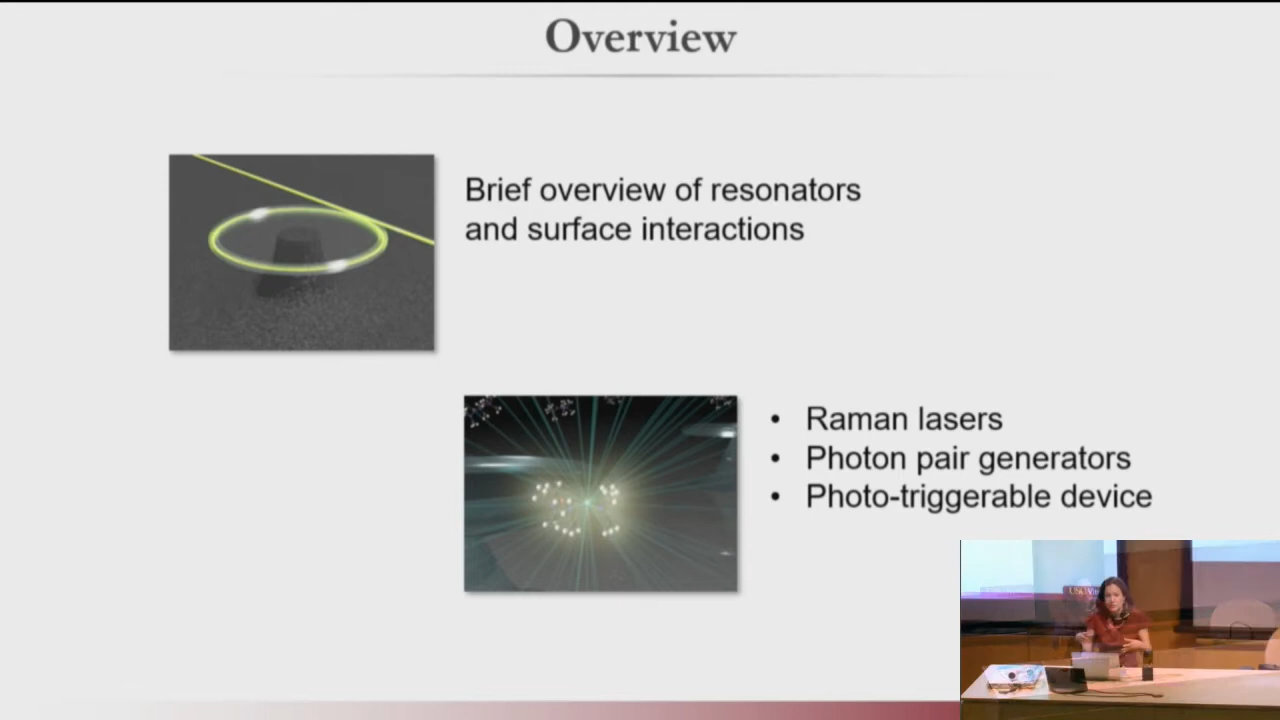 Overview
Brief overview of resonators
and surface interactions
• Raman lasers
• Photon pair generators
• Photo-triggerable device